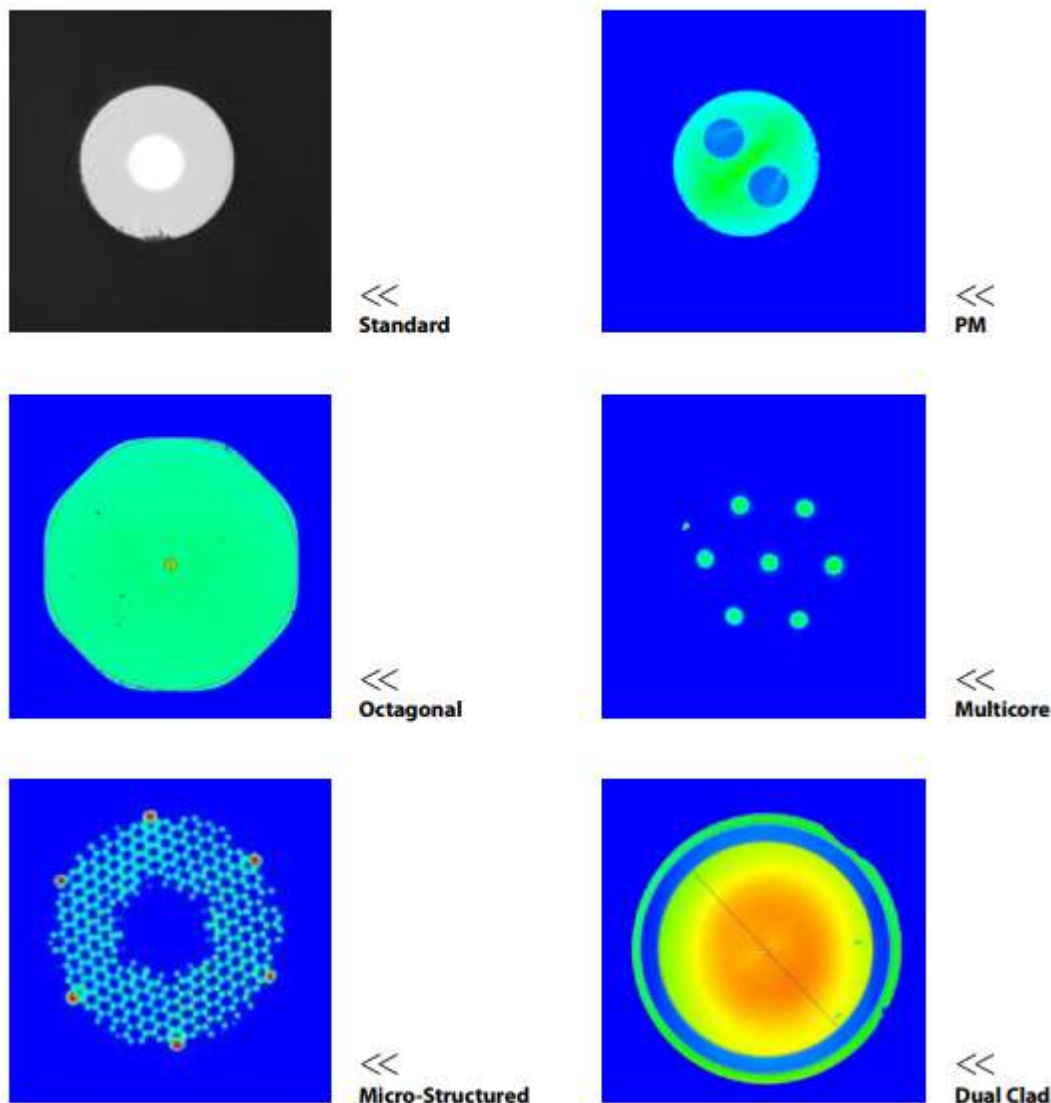 <<
Standard
<<
PM
<<
Octagonal
<<
Multicore
<<
Micro-Structured
<<
Dual Clad